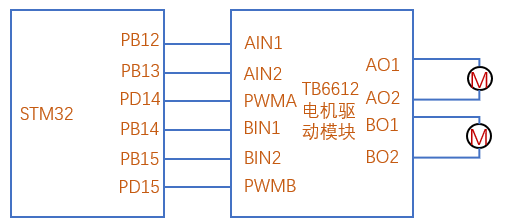 PB12
AIN1
AO1
PB13
AIN2
M
PD14
PWMA
AO2
STM32
TB6612
电机驱
动模块
PB14
BIN1
BO1
M
PB15
BIN2
BO2
PD15
PWMB